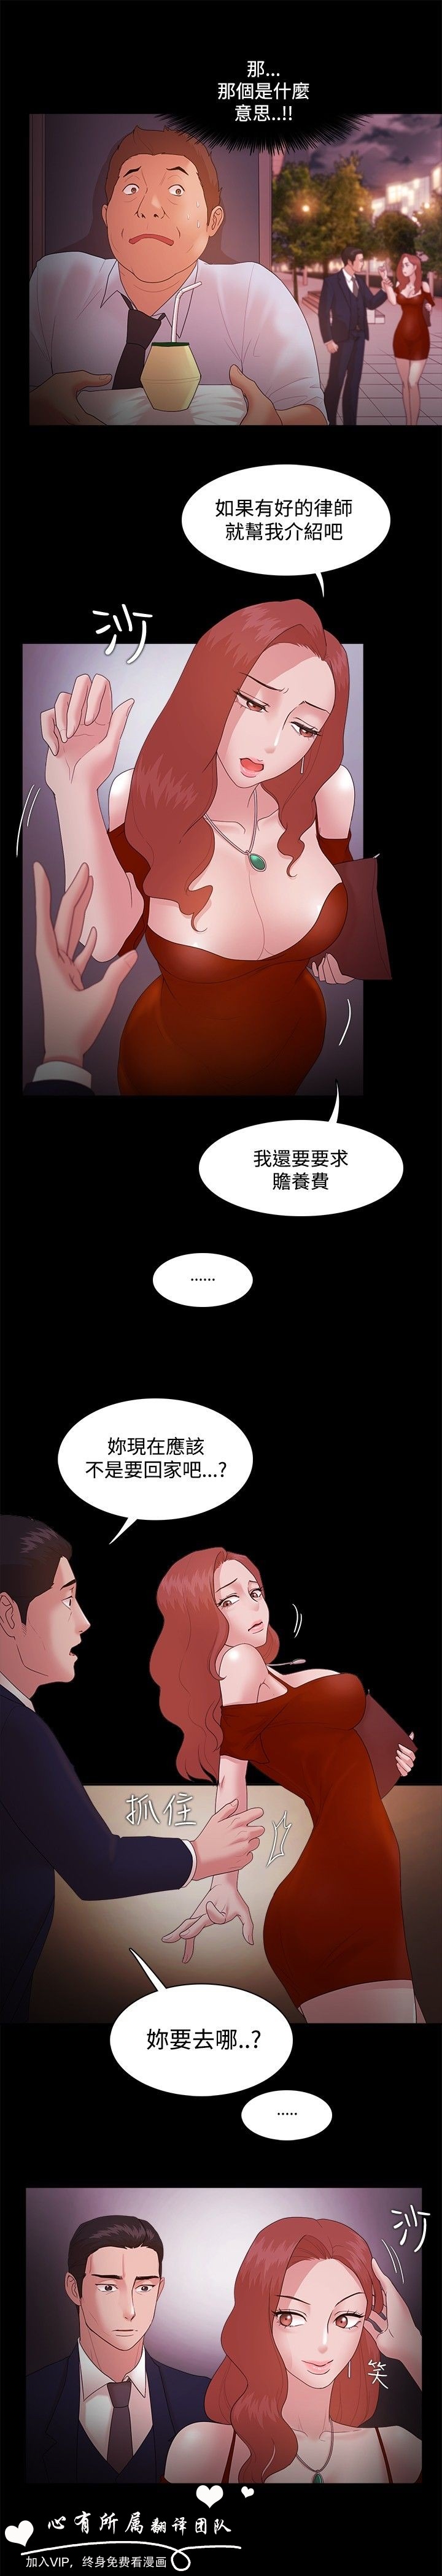 那...
那個是什麼
意思..!!
如果有好的律師
就幫我介紹吧
沙
我還要要求
贍養費
......
妳現在應該
不是要回家吧...?
抓住
妳要去哪..?
.....
沙
笑
心有所属翻译团队
加入VIP，终身免费看漫画